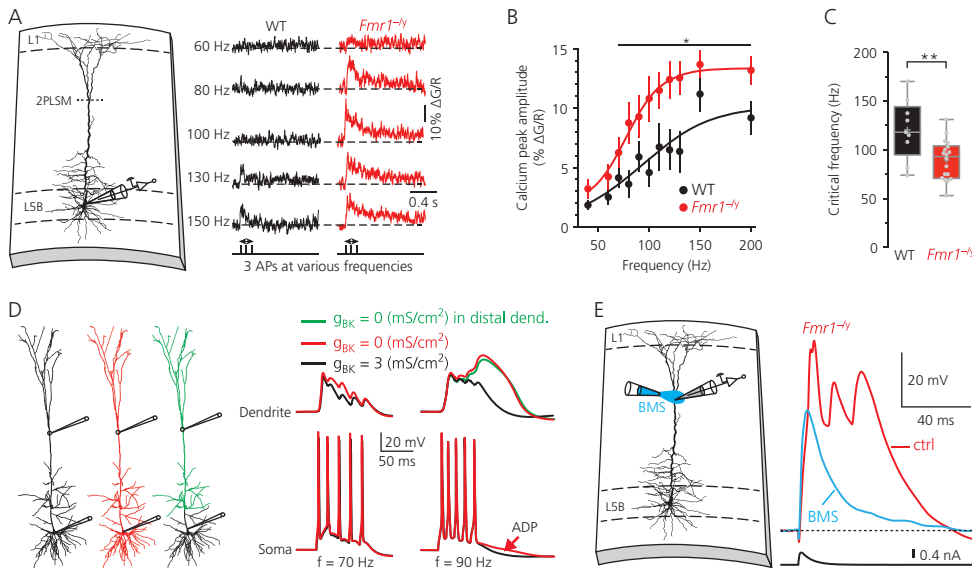 A
L1
2PLSM
L5B
WT
Fmr1⁻/ʸ
60 Hz
80 Hz
100 Hz
130 Hz
150 Hz
10% ΔG/R
0.4 s
3 APs at various frequencies
B
Calcium peak amplitude
(% ΔG/R)
15
10
5
0
*
WT
Fmr1⁻/ʸ
50
100
150
200
Frequency (Hz)
C
Critical frequency (Hz)
200
150
100
50
0
**
WT
Fmr1⁻/ʸ
D
g_BK = 0 (mS/cm²) in distal dend.
g_BK = 0 (mS/cm²)
g_BK = 3 (mS/cm²)
Dendrite
20 mV
50 ms
ADP
Soma
f = 70 Hz
f = 90 Hz
E
L1
BMS
L5B
Fmr1⁻/ʸ
20 mV
40 ms
ctrl
BMS
0.4 nA